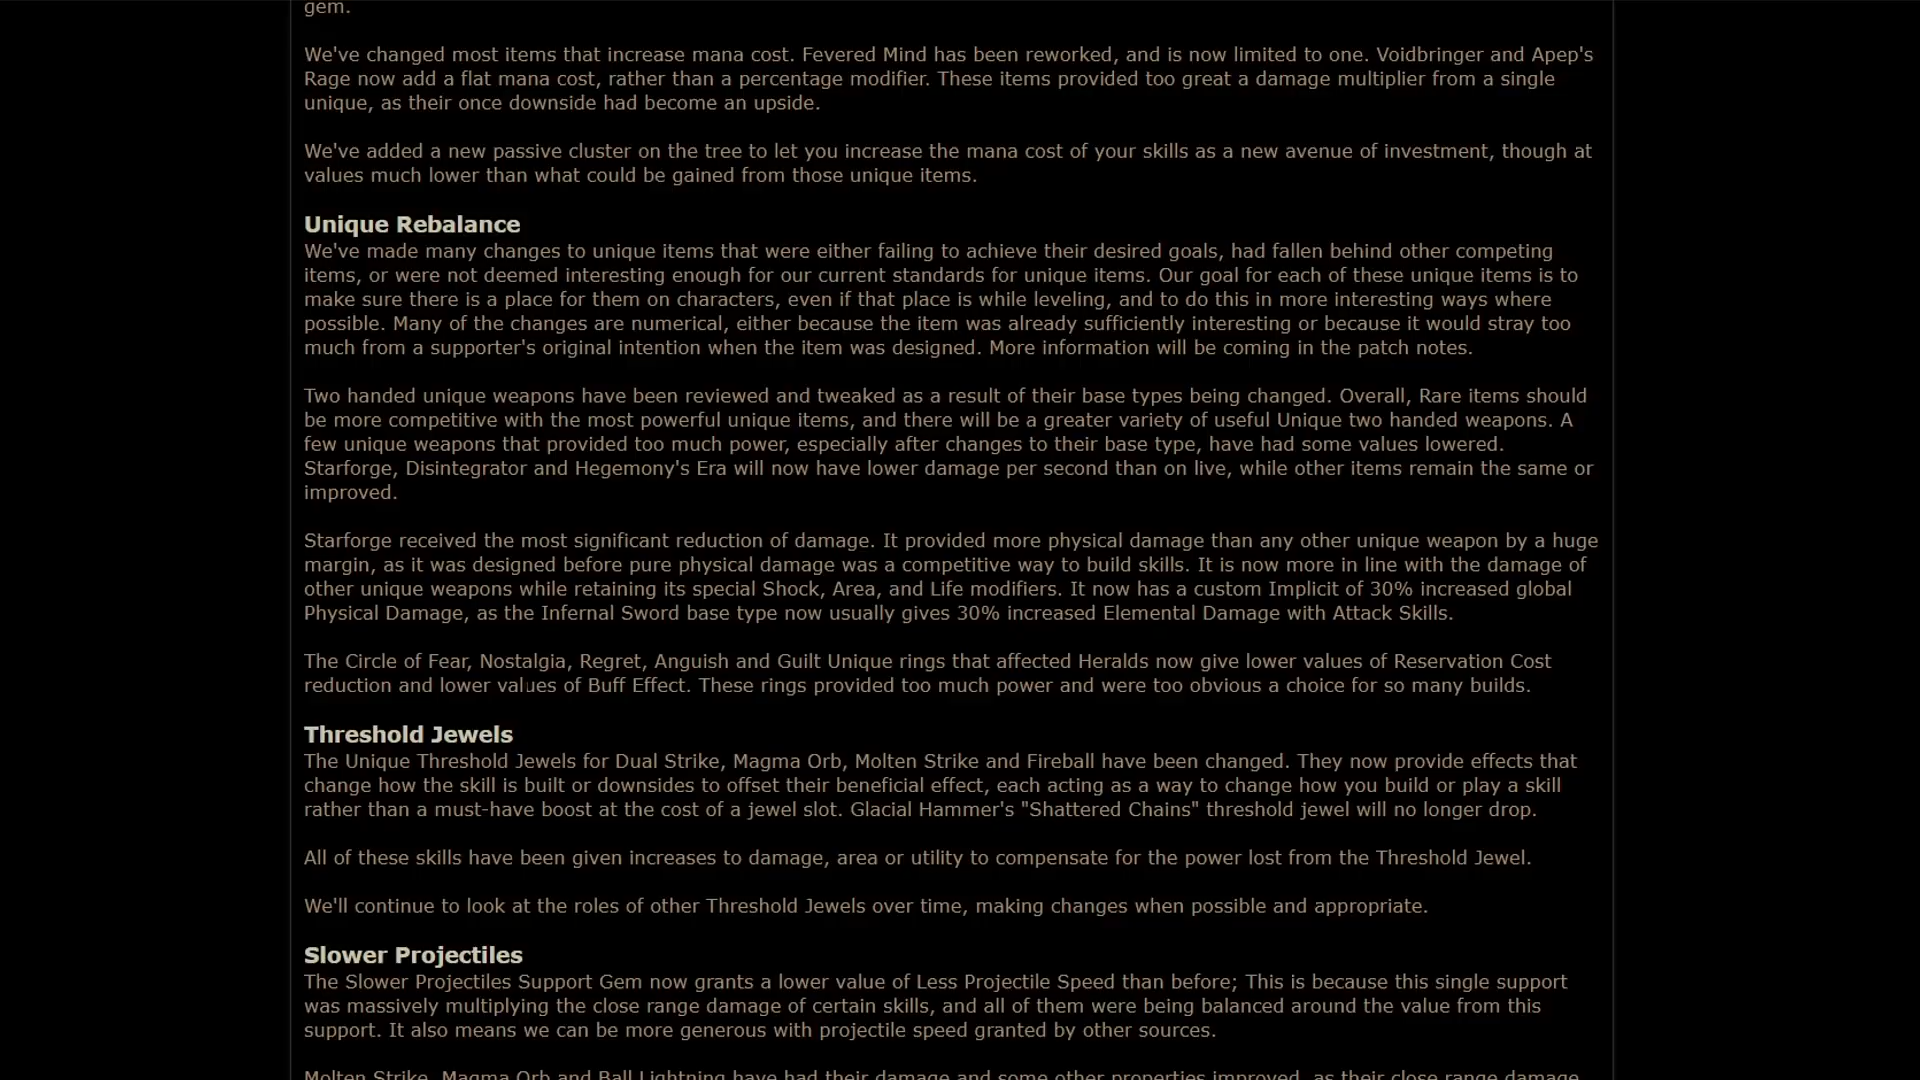 gem.
We've changed most items that increase mana cost. Fevered Mind has been reworked, and is now limited to one. Voidbringer and Apep's
Rage now add a flat mana cost, rather than a percentage modifier. These items provided too great a damage multiplier from a single
unique, as their once downside had become an upside.
We've added a new passive cluster on the tree to let you increase the mana cost of your skills as a new avenue of investment, though at
values much lower than what could be gained from those unique items.
Unique Rebalance
We've made many changes to unique items that were either failing to achieve their desired goals, had fallen behind other competing
items, or were not deemed interesting enough for our current standards for unique items. Our goal for each of these unique items is to
make sure there is a place for them on characters, even if that place is while leveling, and to do this in more interesting ways where
possible. Many of the changes are numerical, either because the item was already sufficiently interesting or because it would stray too
much from a supporter's original intention when the item was designed. More information will be coming in the patch notes.
Two handed unique weapons have been reviewed and tweaked as a result of their base types being changed. Overall, Rare items should
be more competitive with the most powerful unique items, and there will be a greater variety of useful Unique two handed weapons. A
few unique weapons that provided too much power, especially after changes to their base type, have had some values lowered.
Starforge, Disintegrator and Hegemony's Era will now have lower damage per second than on live, while other items remain the same or
improved.
Starforge received the most significant reduction of damage. It provided more physical damage than any other unique weapon by a huge
margin, as it was designed before pure physical damage was a competitive way to build skills. It is now more in line with the damage of
other unique weapons while retaining its special Shock, Area, and Life modifiers. It now has a custom Implicit of 30% increased global
Physical Damage, as the Infernal Sword base type now usually gives 30% increased Elemental Damage with Attack Skills.
The Circle of Fear, Nostalgia, Regret, Anguish and Guilt Unique rings that affected Heralds now give lower values of Reservation Cost
reduction and lower values of Buff Effect. These rings provided too much power and were too obvious a choice for so many builds.
Threshold Jewels
The Unique Threshold Jewels for Dual Strike, Magma Orb, Molten Strike and Fireball have been changed. They now provide effects that
change how the skill is built or downsides to offset their beneficial effect, each acting as a way to change how you build or play a skill
rather than a must-have boost at the cost of a jewel slot. Glacial Hammer's "Shattered Chains" threshold jewel will no longer drop.
All of these skills have been given increases to damage, area or utility to compensate for the power lost from the Threshold Jewel.
We'll continue to look at the roles of other Threshold Jewels over time, making changes when possible and appropriate.
Slower Projectiles
The Slower Projectiles Support Gem now grants a lower value of Less Projectile Speed than before; This is because this single support
was massively multiplying the close range damage of certain skills, and all of them were being balanced around the value from this
support. It also means we can be more generous with projectile speed granted by other sources.
Molten Strike, Magma Orb and Ball Lightning have had their damage and some other properties improved, as their close range damage